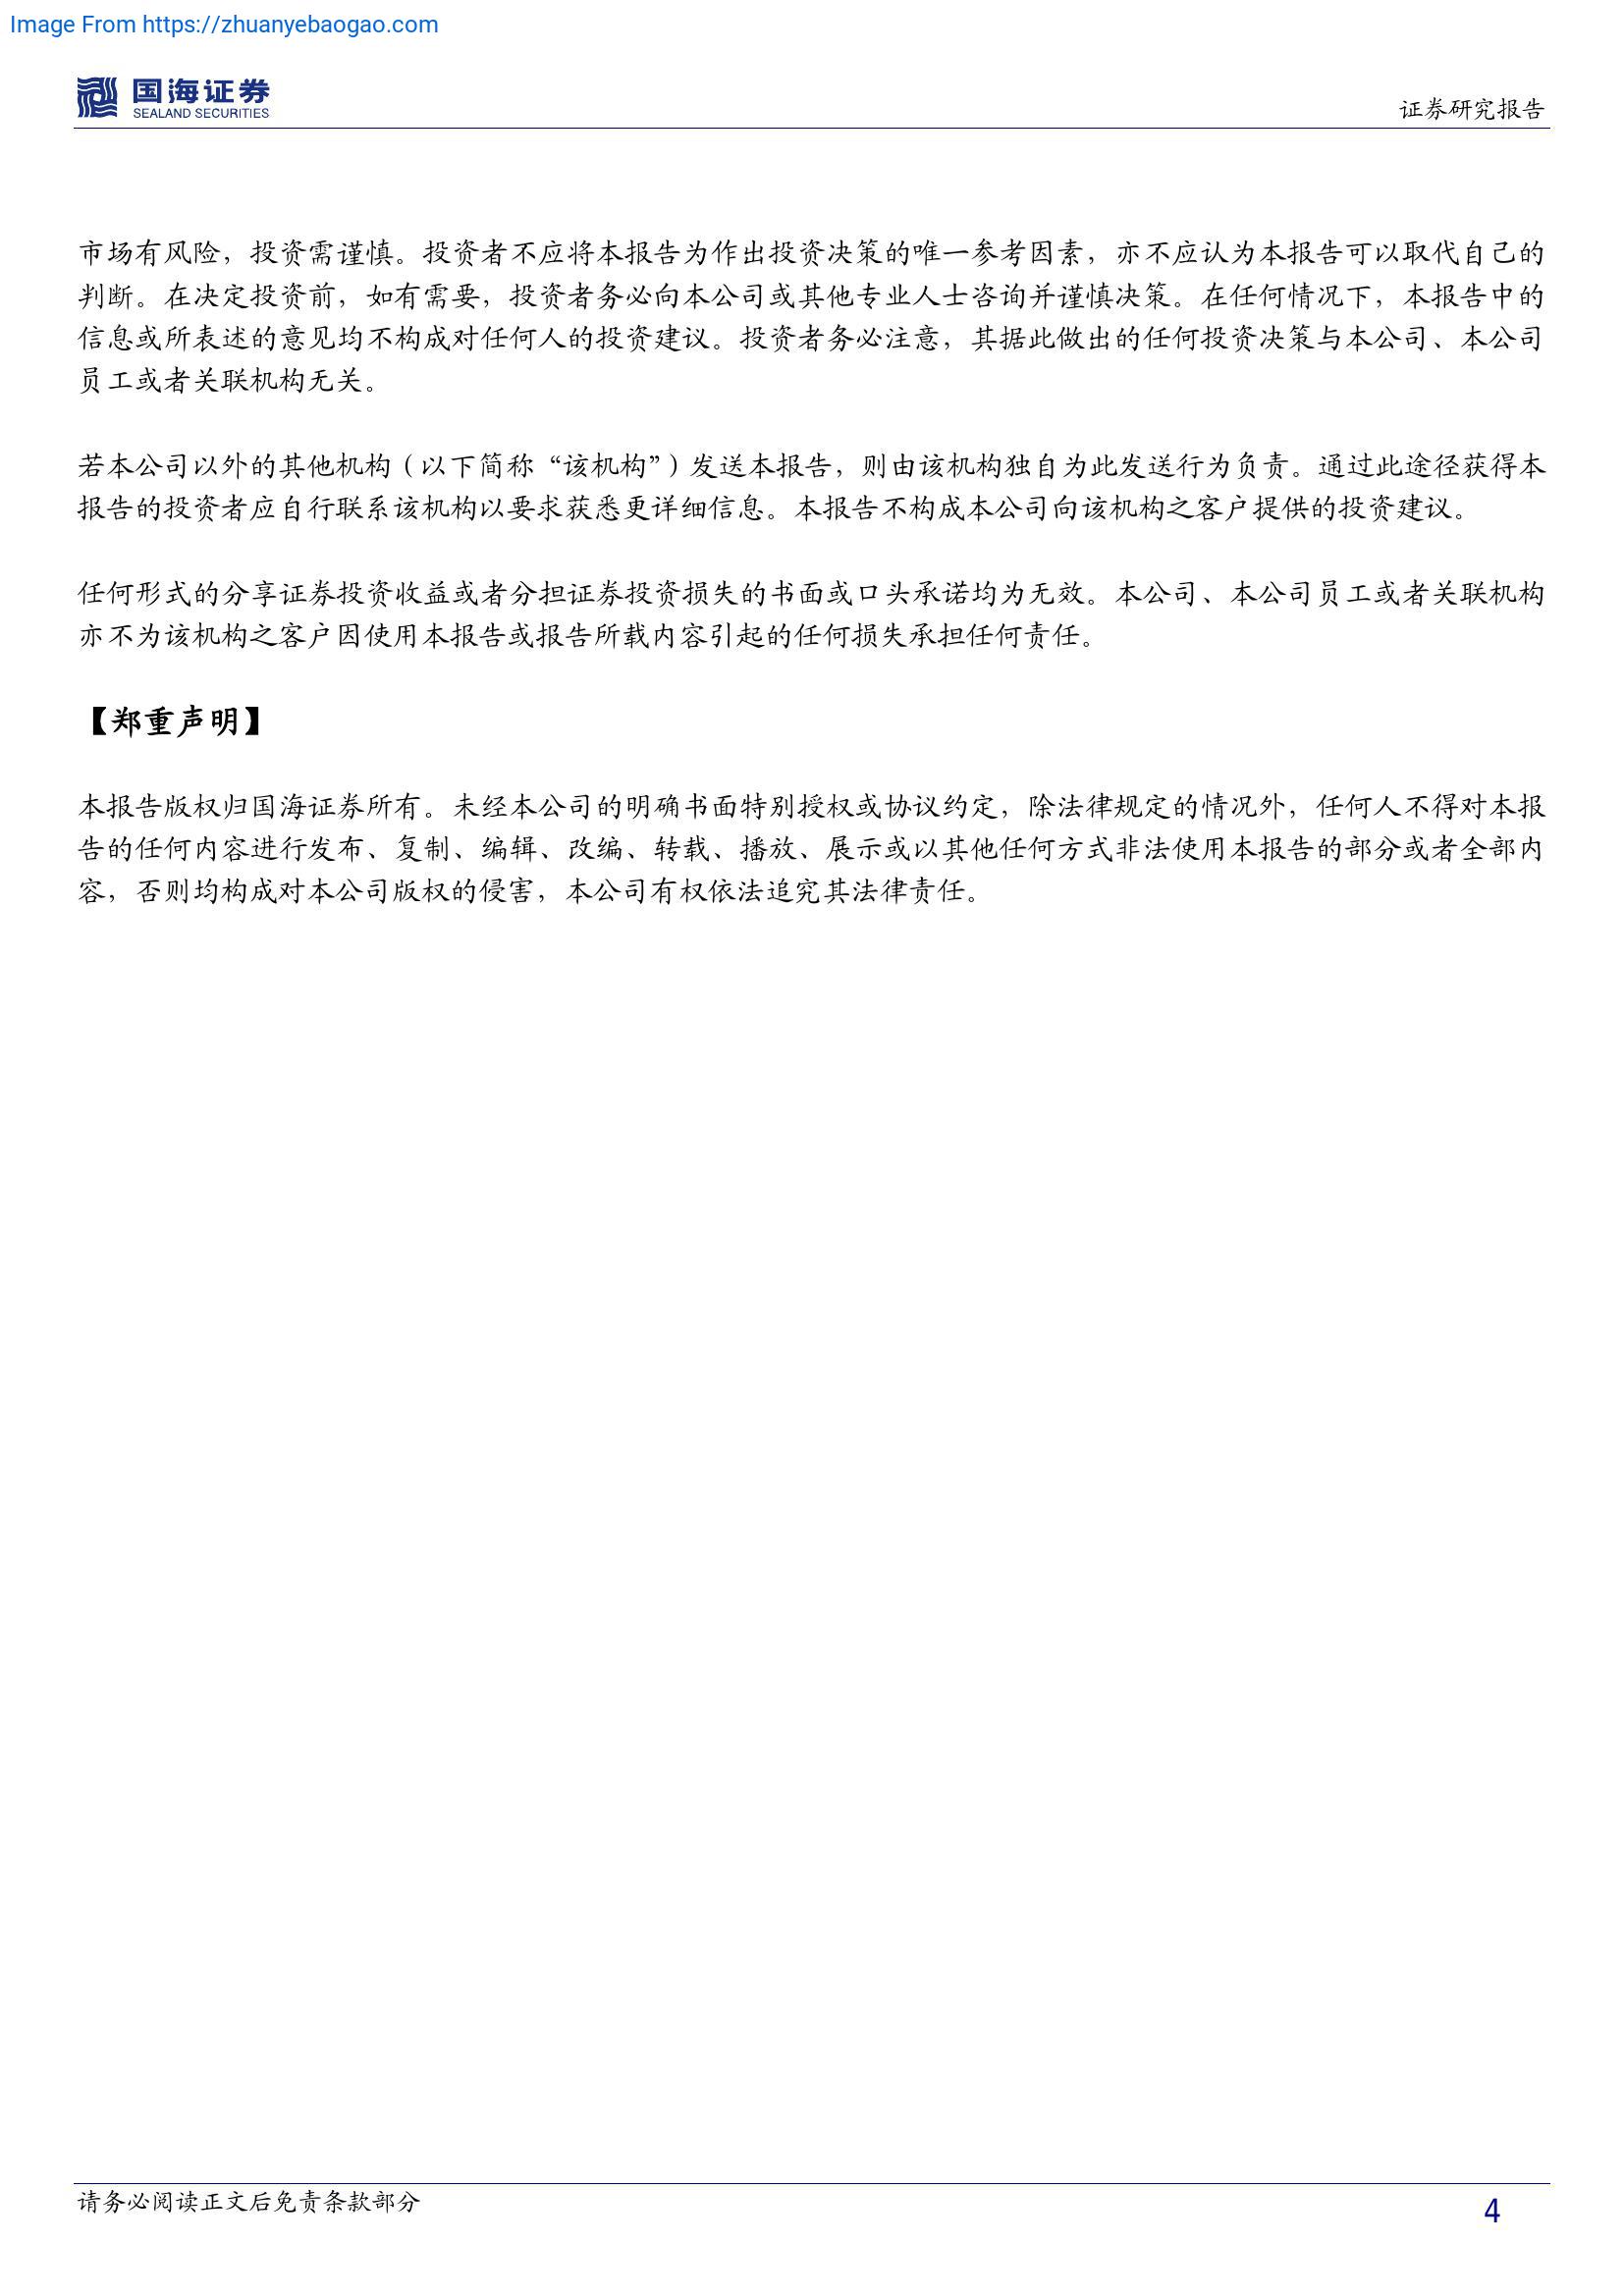 Image From https://zhuanyebaogao.com
国海证券
SEALAND SECURITIES
证券研究报告
市场有风险，投资需谨慎。投资者不应将本报告为作出投资决策的唯一参考因素，亦不应认为本报告可以取代自己的
判断。在决定投资前，如有需要，投资者务必向本公司或其他专业人士咨询并谨慎决策。在任何情况下，本报告中的
信息或所表述的意见均不构成对任何人的投资建议。投资者务必注意，其据此做出的任何投资决策与本公司、本公司
员工或者关联机构无关。
若本公司以外的其他机构（以下简称“该机构”）发送本报告，则由该机构独自为此发送行为负责。通过此途径获得本
报告的投资者应自行联系该机构以要求获悉更详细信息。本报告不构成本公司向该机构之客户提供的投资建议。
任何形式的分享证券投资收益或者分担证券投资损失的书面或口头承诺均为无效。本公司、本公司员工或者关联机构
亦不为该机构之客户因使用本报告或报告所载内容引起的任何损失承担任何责任。
【郑重声明】
本报告版权归国海证券所有。未经本公司的明确书面特别授权或协议约定，除法律规定的情况外，任何人不得对本报
告的任何内容进行发布、复制、编辑、改编、转载、播放、展示或以其他任何方式非法使用本报告的部分或者全部内
容，否则均构成对本公司版权的侵害，本公司有权依法追究其法律责任。
请务必阅读正文后免责条款部分
4